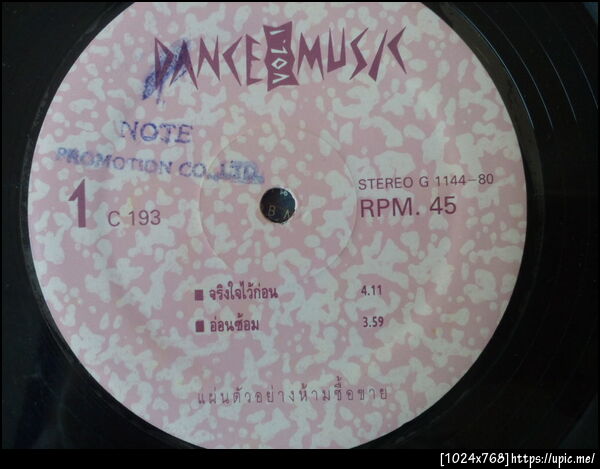 DANCE VOL.1 MUSIC
NOTE
PROMOTION CO.,LTD.
1 C 193
STEREO G 1144-80
RPM. 45
จริงใจไว้ก่อน 4.11
อ่อนซ้อม 3.59
แผ่นตัวอย่างห้ามซื้อขาย
[1024x768]https://upic.me/